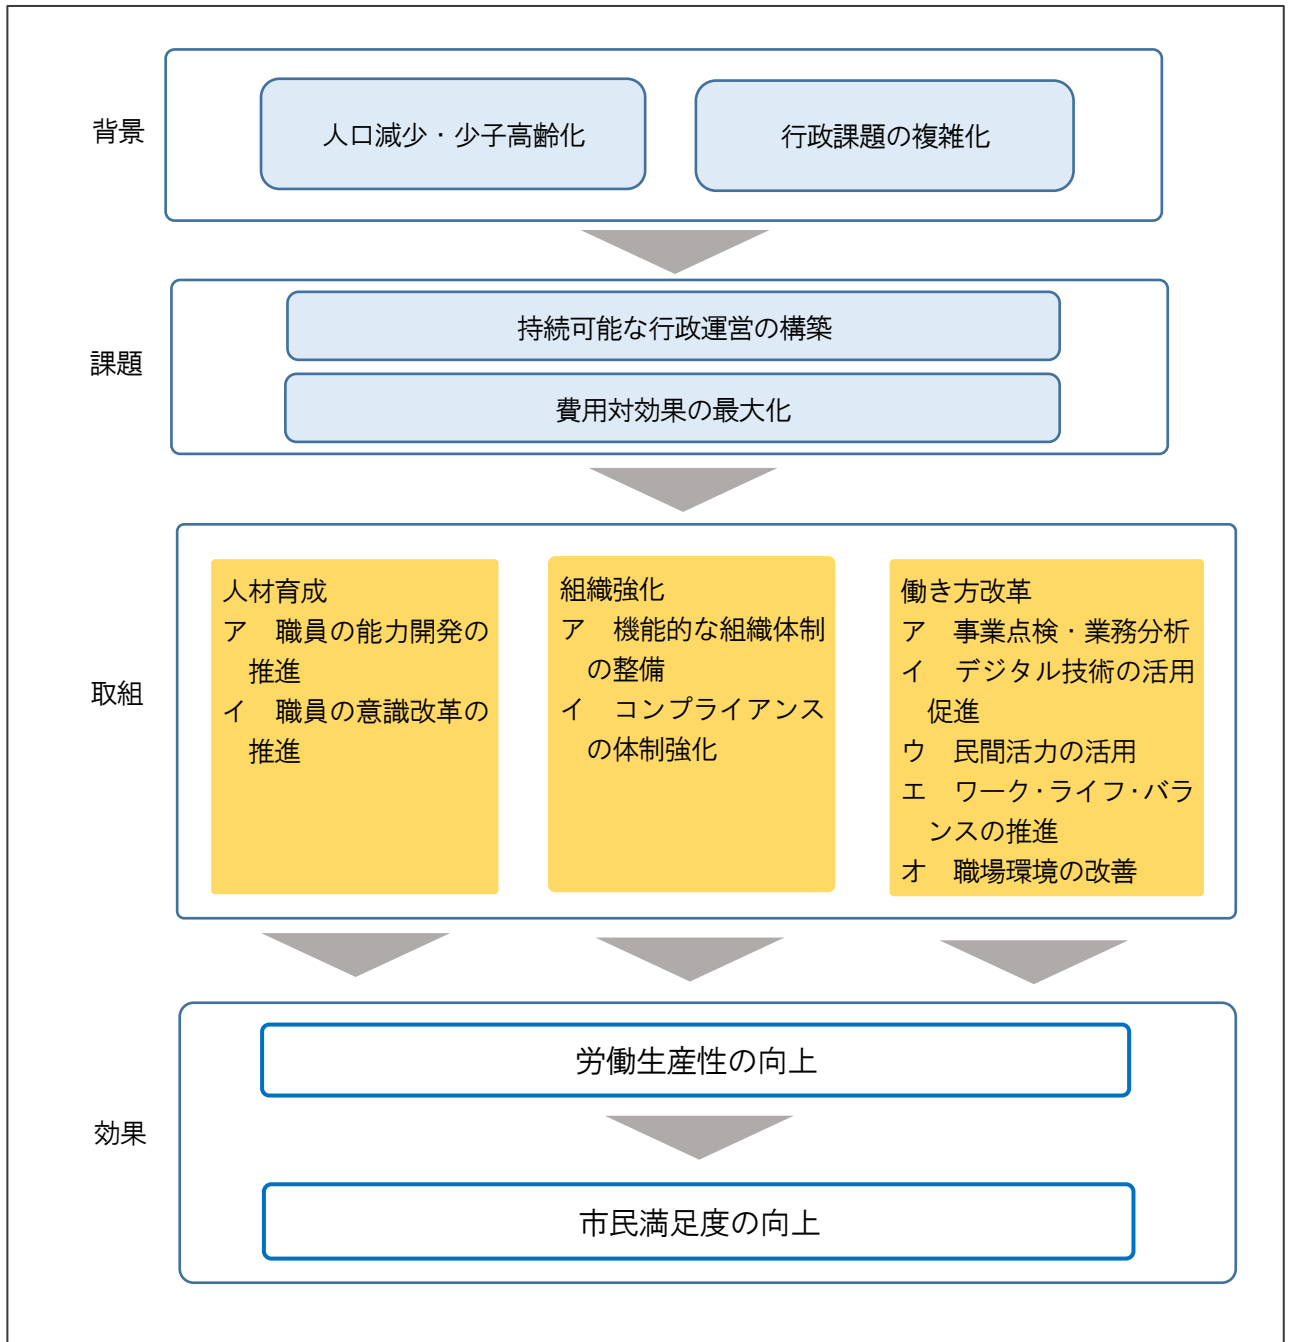 背景
人口減少・少子高齢化
行政課題の複雑化
課題
持続可能な行政運営の構築
費用対効果の最大化
取組
人材育成
ア　職員の能力開発の
推進
イ　職員の意識改革の
推進
組織強化
ア　機能的な組織体制
の整備
イ　コンプライアンス
の体制強化
働き方改革
ア　事業点検・業務分析
イ　デジタル技術の活用
促進
ウ　民間活力の活用
エ　ワーク・ライフ・バラ
ンスの推進
オ　職場環境の改善
効果
労働生産性の向上
市民満足度の向上